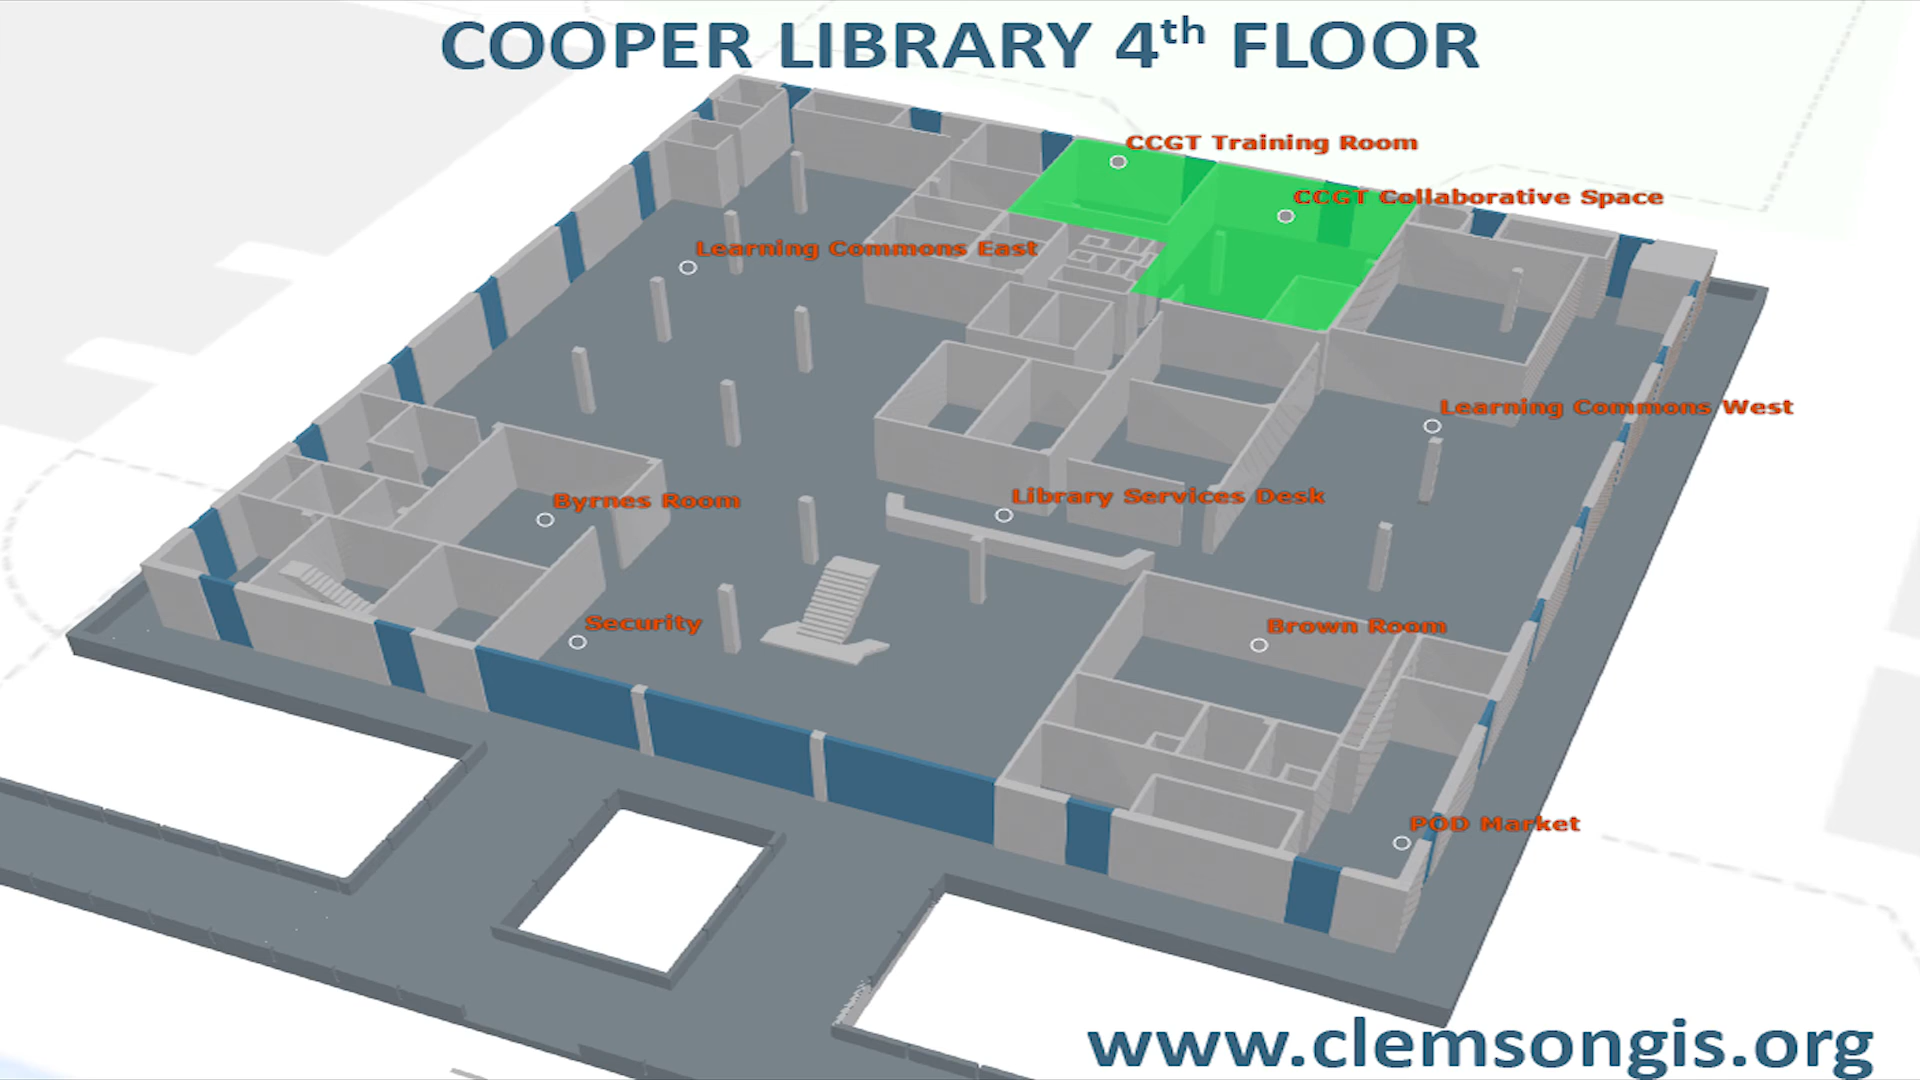 COOPER LIBRARY 4th FLOOR
CCGT Training Room
CCGT Collaborative Space
Learning Commons East
Learning Commons West
Library Services Desk
Byrnes Room
Security
Brown Room
POD Market
www.clemsongis.org